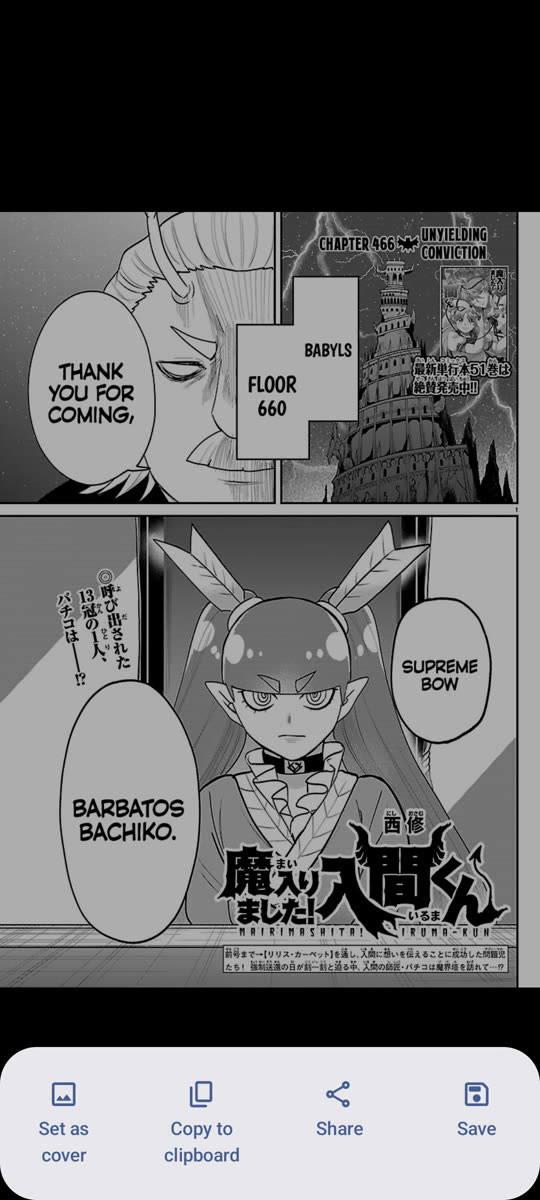 CHAPTER 466
UNYIELDING
CONVICTION
最新単行本51巻は
絶賛発売中!!
BABYLS
FLOOR
660
THANK
YOU FOR
COMING,
1
SUPREME
BOW
◎呼び出された
13冠の1人、
バチコは――!?
BARBATOS
BACHIKO.
西修
魔入り
ました!
入間くん
MAIRIMASHITA! IRUMA-KUN
前号まで→【リリス・カーペット】を通し、入間に想いを伝えることに成功した問題児
たち! 強制送還の日が刻一刻と迫る中、入間の師匠・バチコは魔界塔を訪れて…!?
Set as
cover
Copy to
clipboard
Share
Save